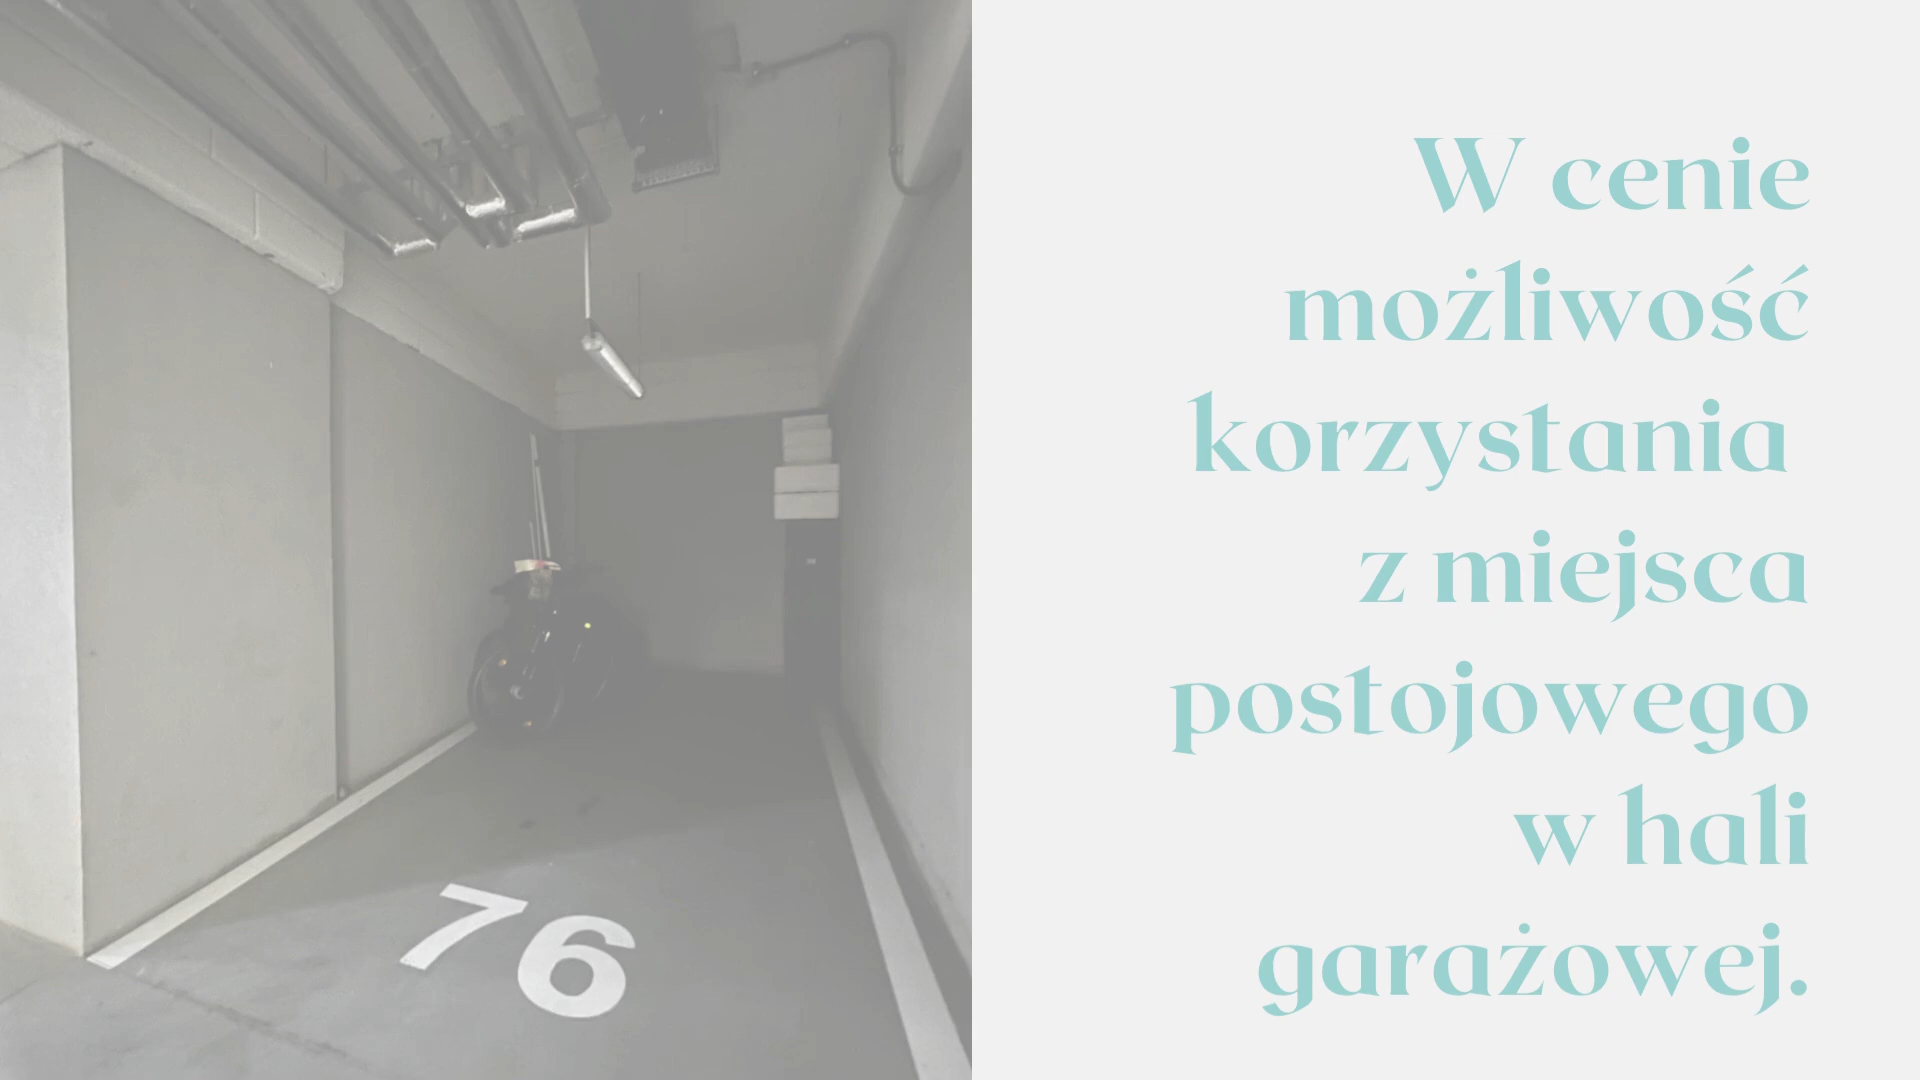 76
W cenie
możliwość
korzystania
z miejsca
postojowego
w hali
garażowej.